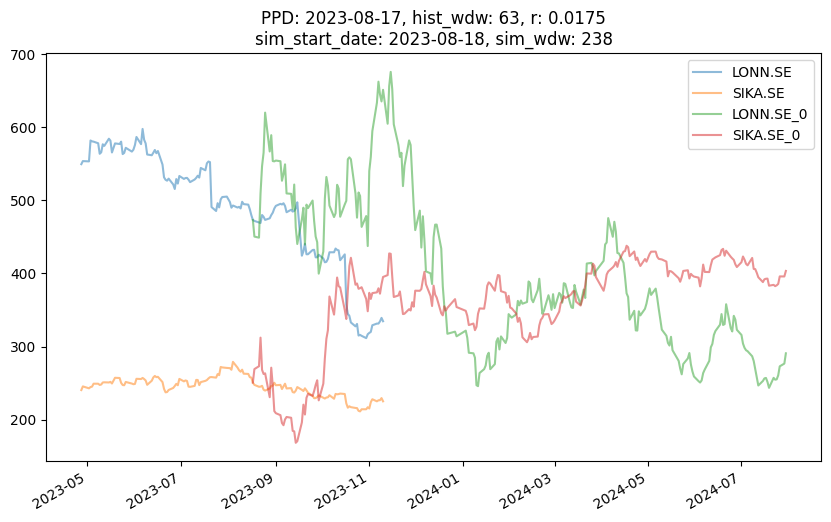 PPD: 2023-08-17, hist_wdw: 63, r: 0.0175
sim_start_date: 2023-08-18, sim_wdw: 238
700
600
500
400
300
200
LONN.SE
SIKA.SE
LONN.SE_0
SIKA.SE_0
2023-05
2023-07
2023-09
2023-11
2024-01
2024-03
2024-05
2024-07